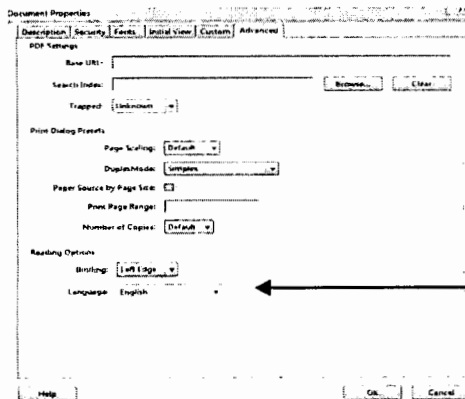 Document Properties
Description Security Fonts Initial View Custom Advanced
PDF Settings
Base URL:
Search Index: Browse... Clear
Trapped: Unknown
Print Dialog Presets
Page Scaling: Default
DuplexMode: Simplex
Paper Source by Page Size:
Print Page Range:
Number of Copies: Default
Reading Options
Binding: Left Edge
Language: English
Help OK Cancel